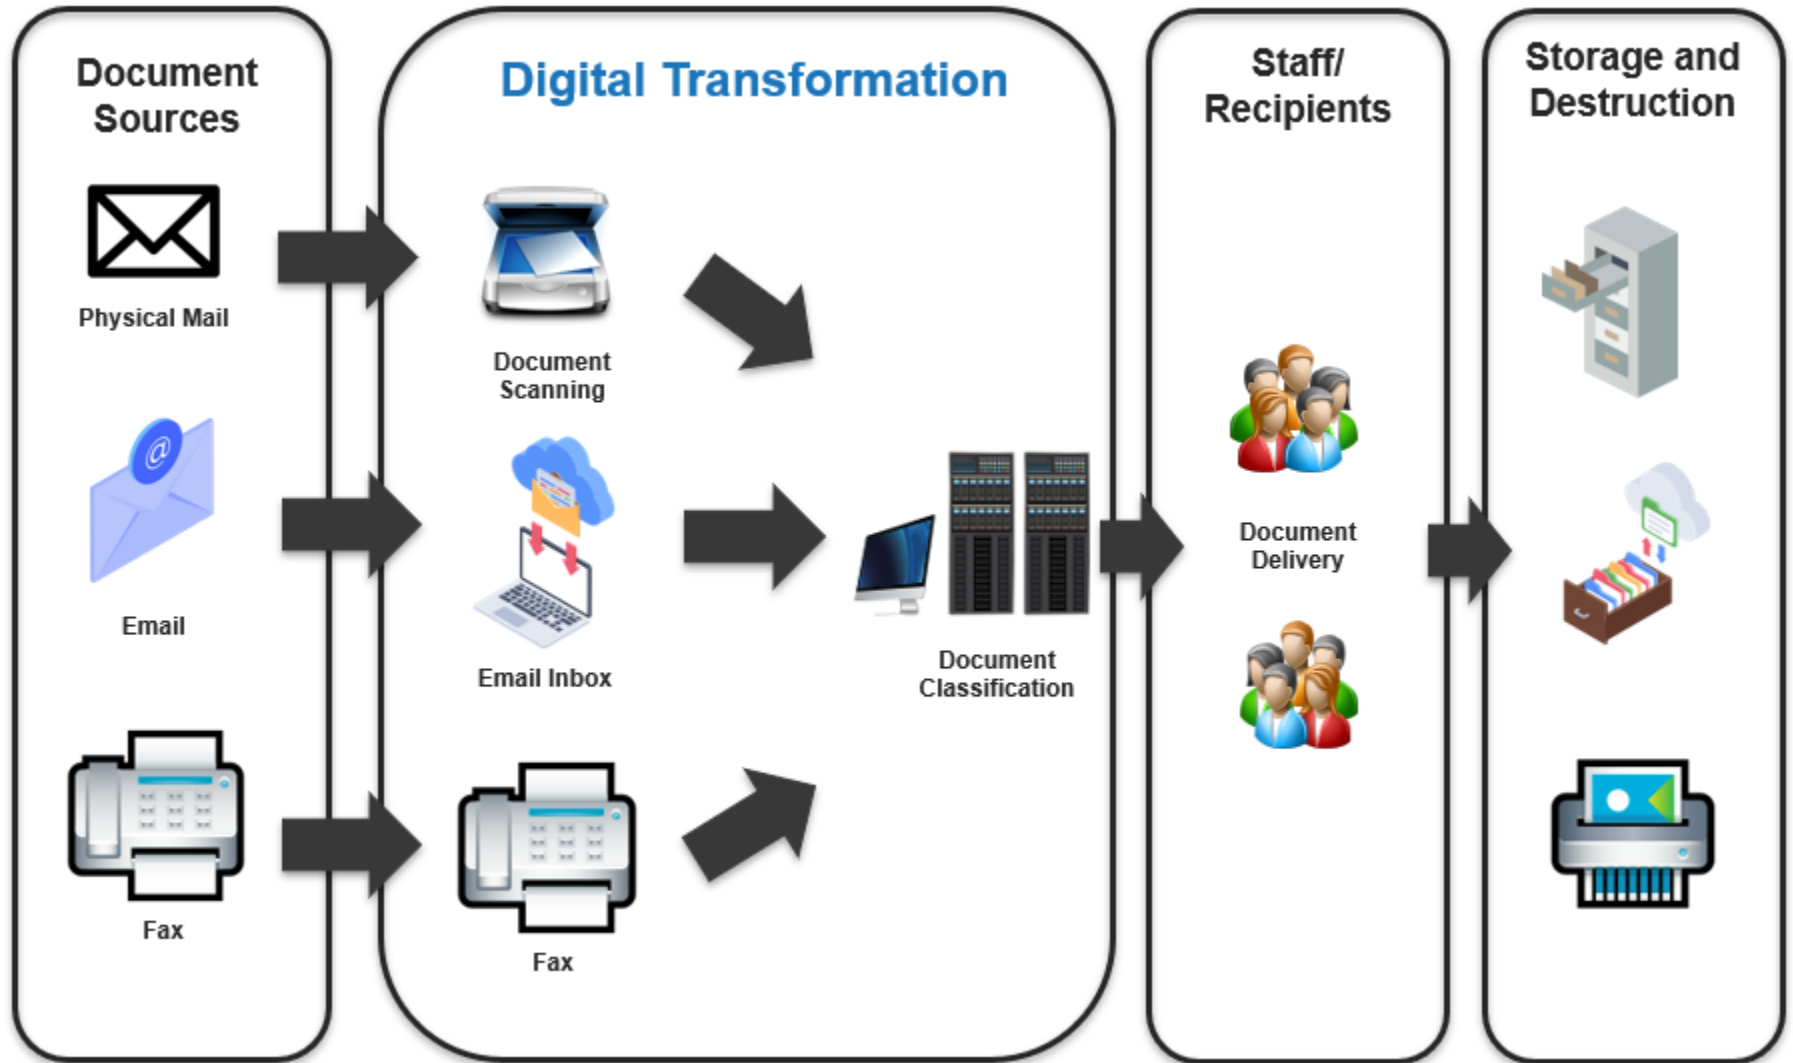 Document
Sources
Physical Mail
@
Email
Fax
Digital Transformation
Document
Scanning
Email Inbox
Fax
Document
Classification
Staff/
Recipients
Document
Delivery
Storage and
Destruction